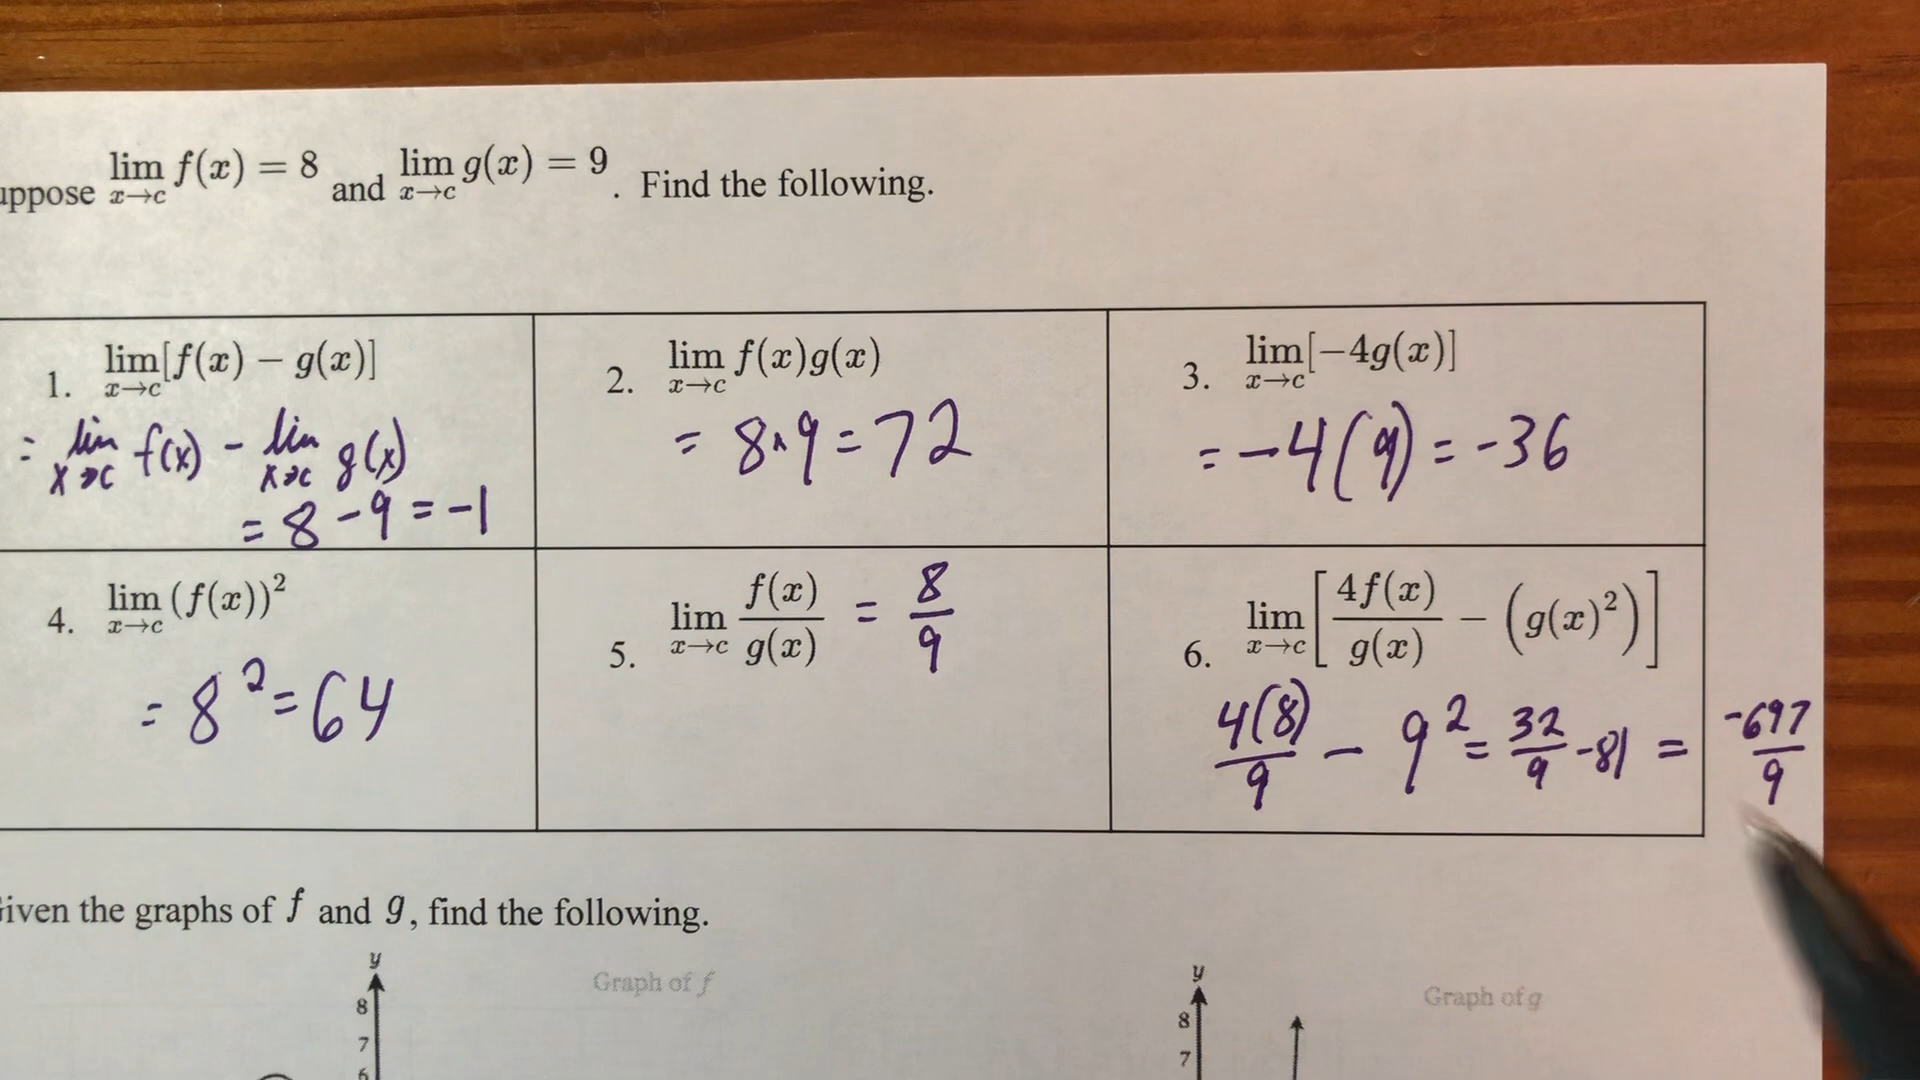 uppose lim x→c f(x) = 8 and lim x→c g(x) = 9 . Find the following.
1. lim x→c [f(x) − g(x)]
= lim x→c f(x) - lim x→c g(x)
= 8 - 9 = -1
2. lim x→c f(x)g(x)
= 8·9 = 72
3. lim x→c [−4g(x)]
= -4(9) = -36
4. lim x→c (f(x))²
= 8² = 64
5. lim x→c f(x)/g(x) = 8/9
6. lim x→c [4f(x)/g(x) − (g(x)²)]
4(8)/9 - 9² = 32/9 - 81 = -697/9
iven the graphs of f and g, find the following.
y
Graph of f
8
7
6
y
Graph of g
8
7